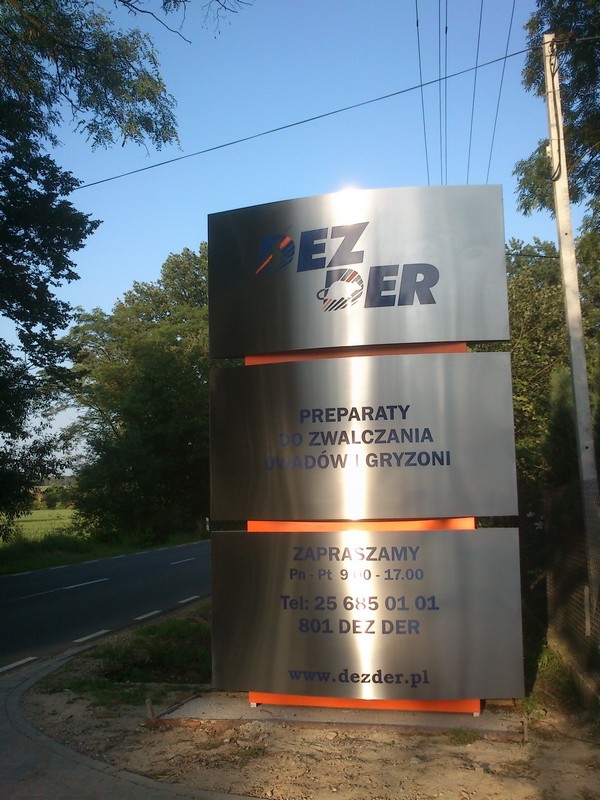 DEZ
DER
PREPARATY
DO ZWALCZANIA
OWADÓW I GRYZONI
ZAPRASZAMY
Pn - Pt 9.00 - 17.00
Tel: 25 685 01 01
801 DEZ DER
www.dezder.pl